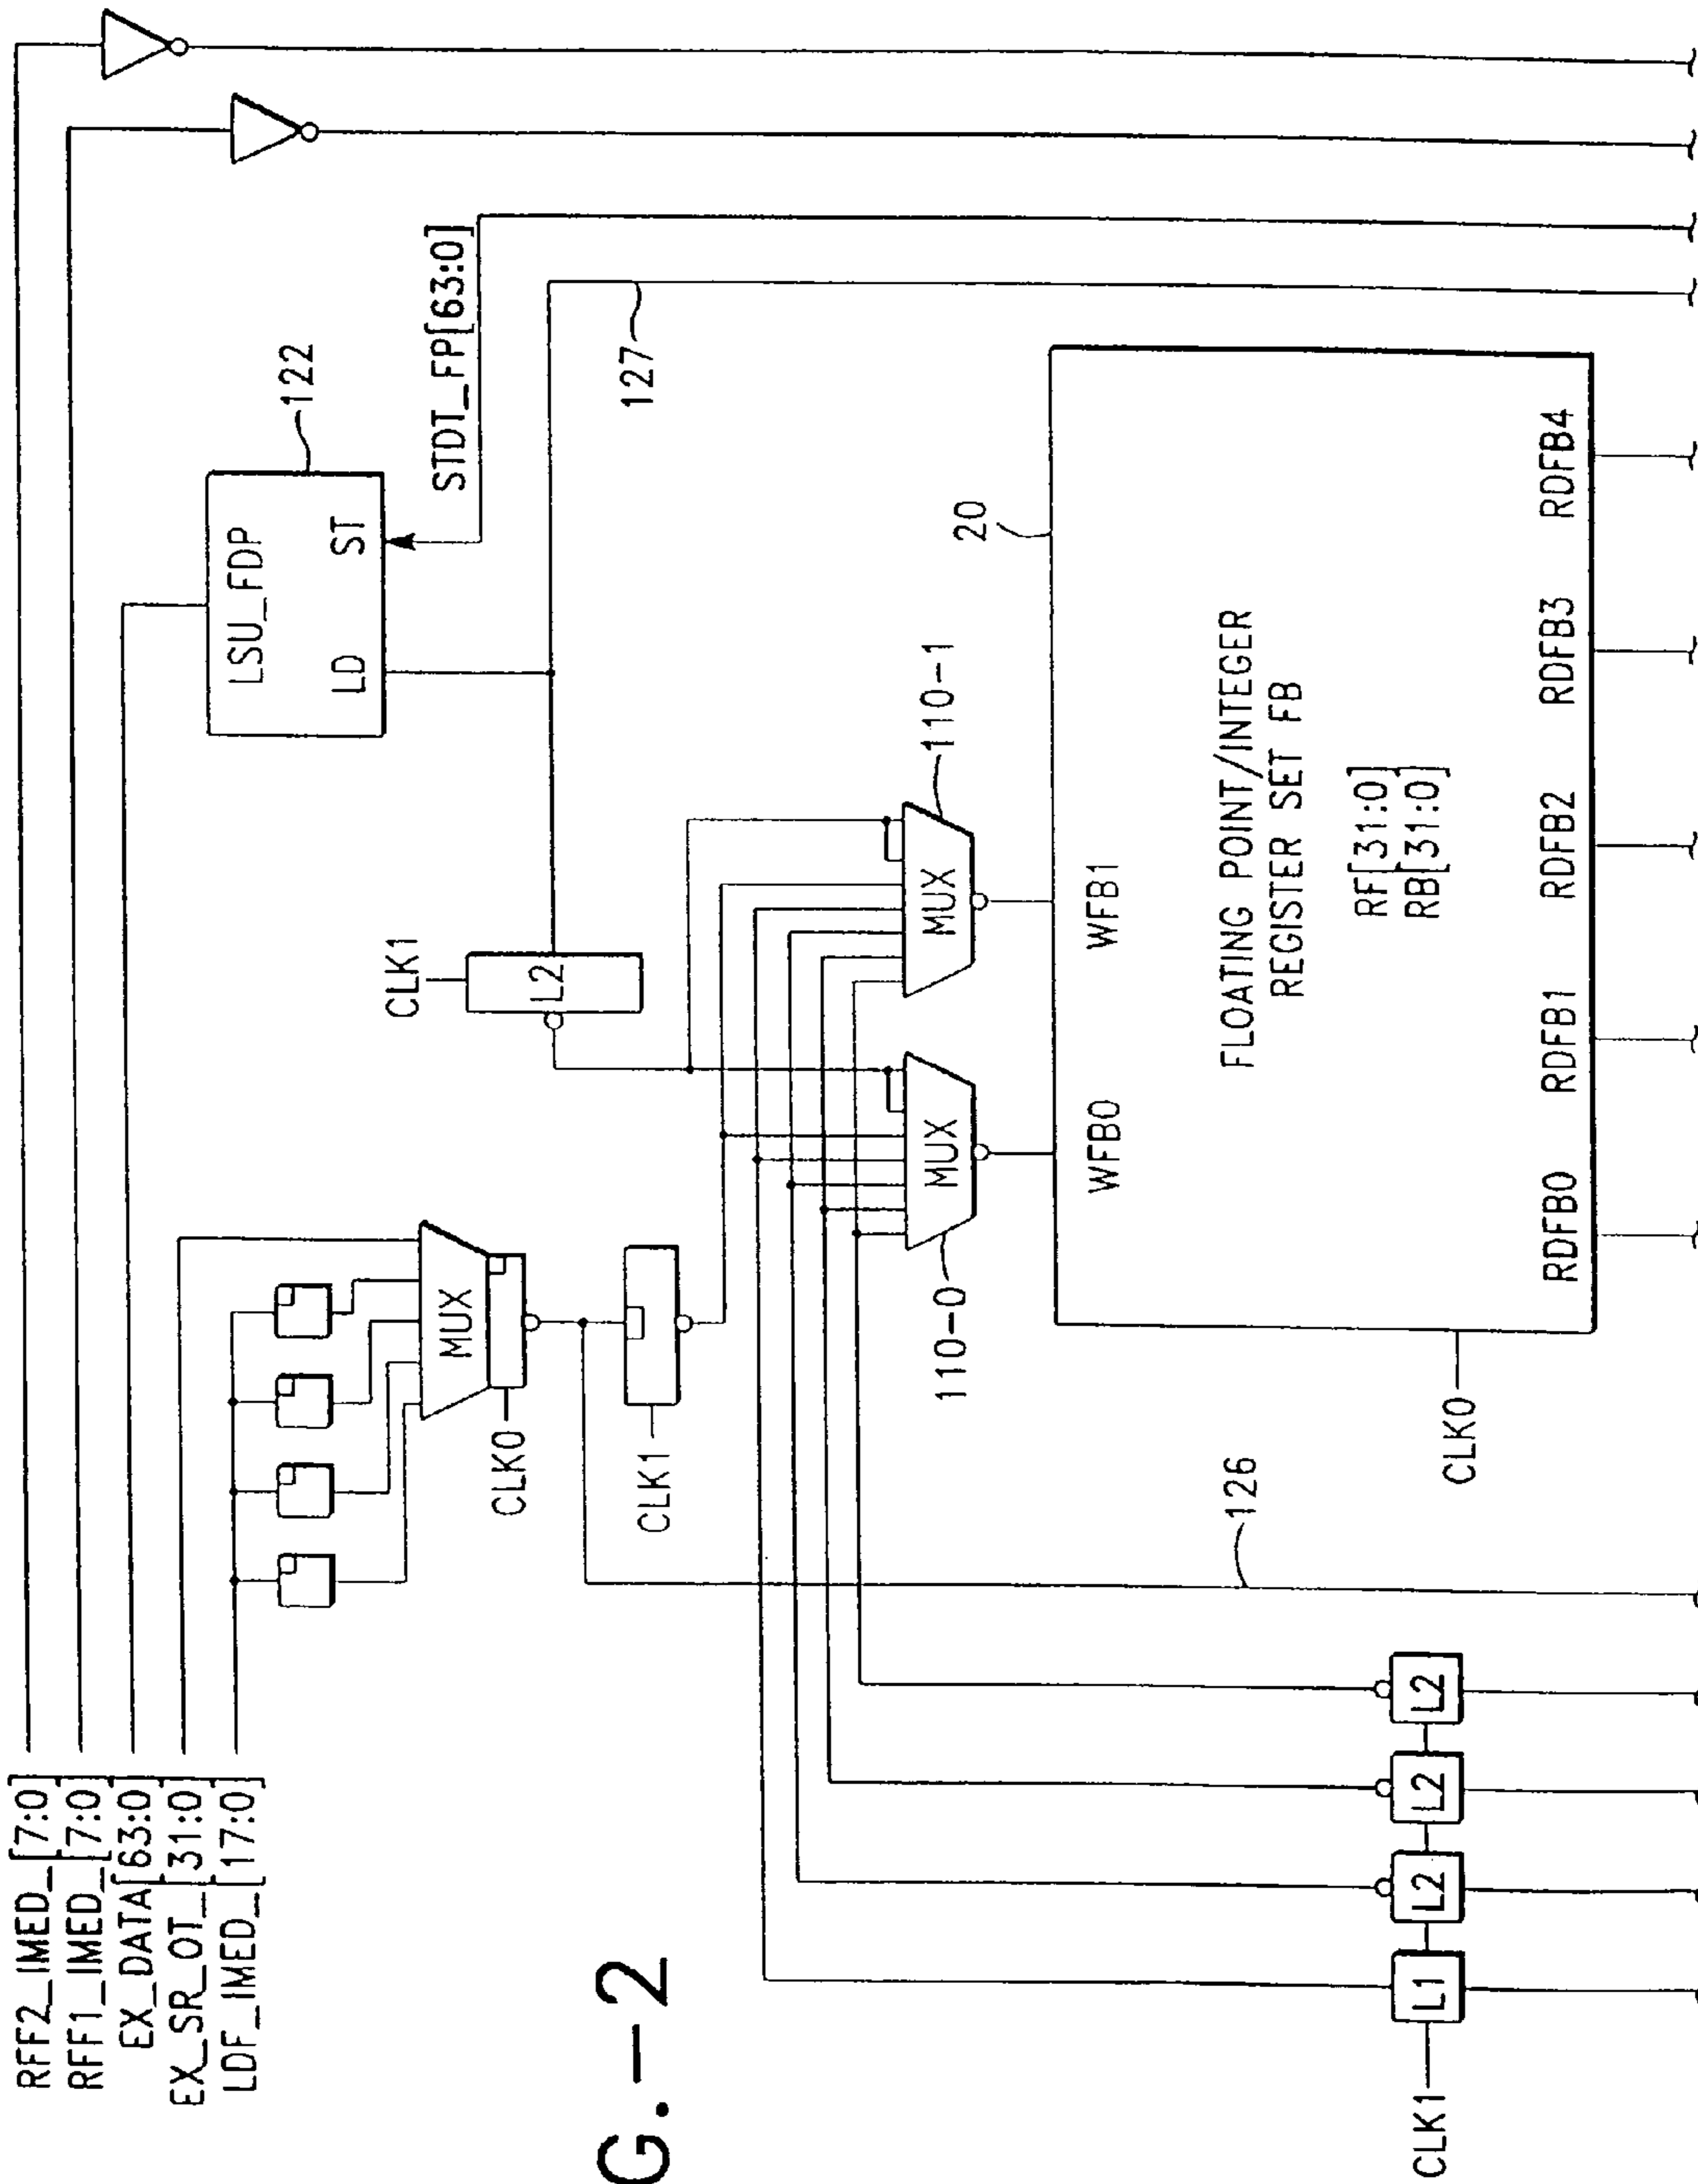 RFF2_IMED_[7:0]
RFF1_IMED_[7:0]
EX_DATA[63:0]
EX_SR_OT_[31:0]
LDF_IMED_[17:0]
MUX
CLK0
CLK1
LSU_FDP
LD ST
122
STDT_FP[63:0]
CLK1
L2
127
MUX
110-0
MUX
110-1
20
WFB0 WFB1
FLOATING POINT/INTEGER
REGISTER SET FB
RF[31:0]
RB[31:0]
RDFB0 RDFB1 RDFB2 RDFB3 RDFB4
CLK0
126
CLK1
L1 L2 L2 L2
G.-2